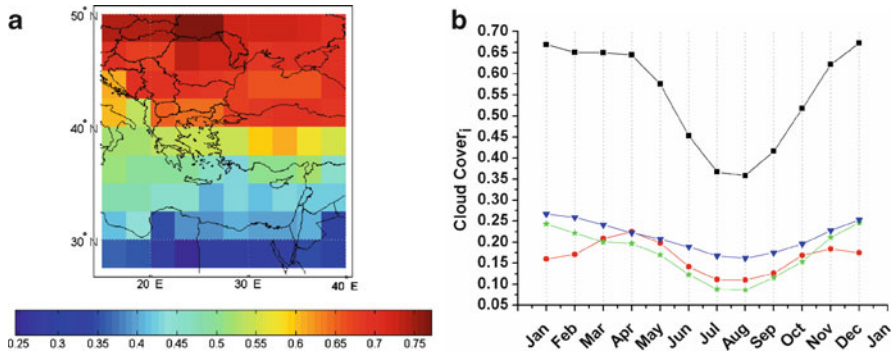 a
50° N
40° N
30° N
20 E
30 E
40 E
0.25 0.3 0.35 0.4 0.45 0.5 0.55 0.6 0.65 0.7 0.75
b
0.70
0.65
0.60
0.55
0.50
0.45
0.40
0.35
0.30
0.25
0.20
0.15
0.10
0.05
Cloud Coverᵢ
Jan Feb Mar Apr May Jun Jul Aug Sep Oct Nov Dec Jan